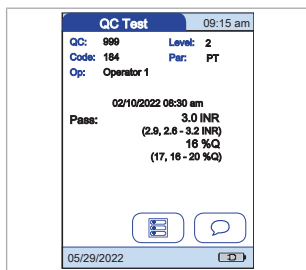 QC Test 09:15 am
QC: 999 Level: 2
Code: 184 Par: PT
Op: Operator 1
02/10/2022 08:30 am
Pass: 3.0 INR
(2.9, 2.6 - 3.2 INR)
16 %Q
(17, 16 - 20 %Q)
05/29/2022